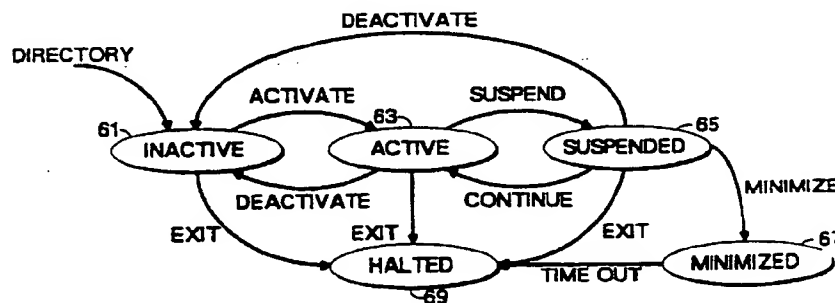 DEACTIVATE
DIRECTORY
ACTIVATE
63
SUSPEND
61
65
INACTIVE
ACTIVE
SUSPENDED
DEACTIVATE
CONTINUE
MINIMIZE
EXIT
EXIT
EXIT
67
HALTED
TIME OUT
MINIMIZED
69